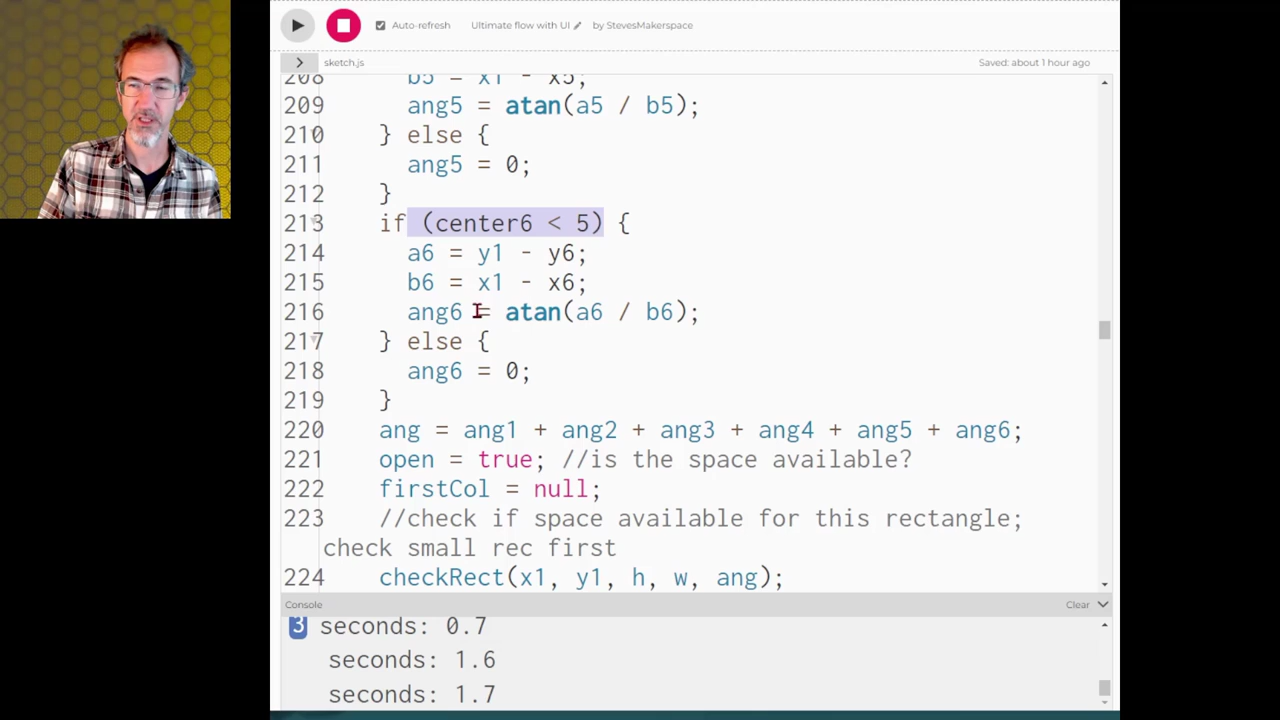 Auto-refresh Ultimate flow with UI by StevesMakerspace
> sketch.js Saved: about 1 hour ago
208 b5 = x1 - x5;
209 ang5 = atan(a5 / b5);
210 } else {
211 ang5 = 0;
212 }
213 if (center6 < 5) {
214 a6 = y1 - y6;
215 b6 = x1 - x6;
216 ang6 = atan(a6 / b6);
217 } else {
218 ang6 = 0;
219 }
220 ang = ang1 + ang2 + ang3 + ang4 + ang5 + ang6;
221 open = true; //is the space available?
222 firstCol = null;
223 //check if space available for this rectangle;
check small rec first
224 checkRect(x1, y1, h, w, ang);
Console Clear
3 seconds: 0.7
seconds: 1.6
seconds: 1.7